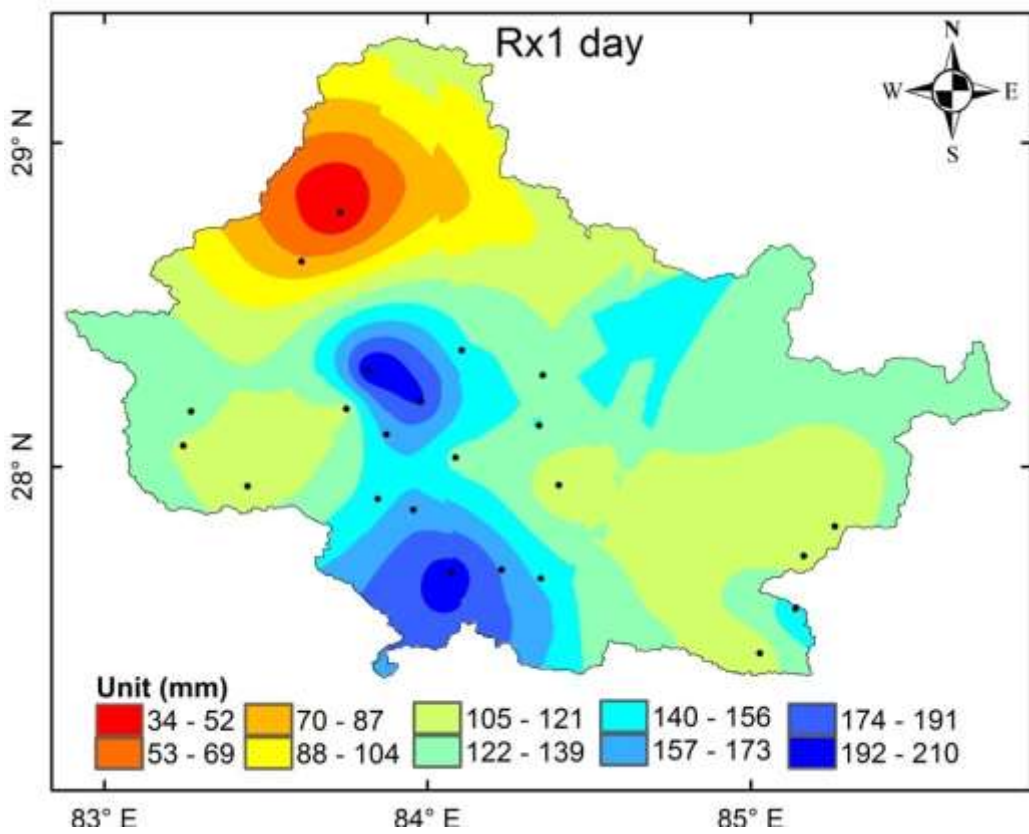 Rx1 day
N
W E
S
29° N
28° N
Unit (mm)
34 - 52 70 - 87 105 - 121 140 - 156 174 - 191
53 - 69 88 - 104 122 - 139 157 - 173 192 - 210
83° E 84° E 85° E